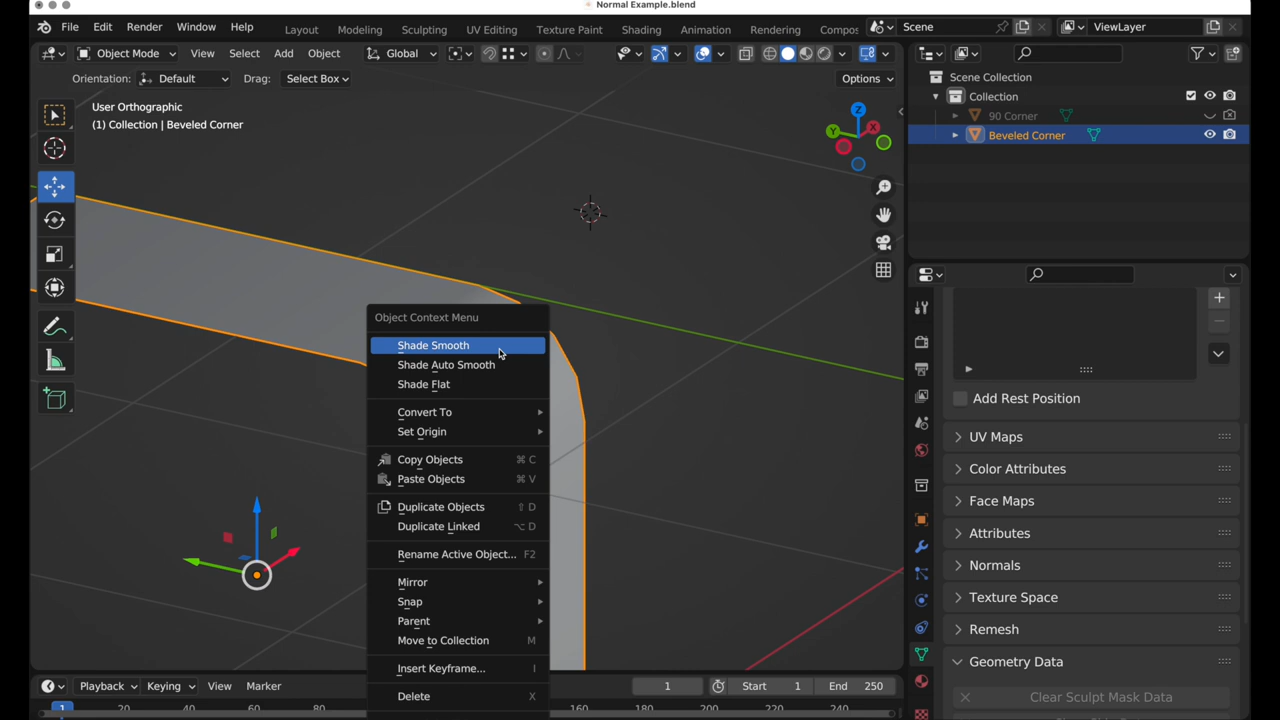 Normal Example.blend
File Edit Render Window Help Layout Modeling Sculpting UV Editing Texture Paint Shading Animation Rendering Compos Scene ViewLayer
Object Mode View Select Add Object Global
Orientation: Default Drag: Select Box Options
User Orthographic
(1) Collection | Beveled Corner
Z
Y X
Scene Collection
Collection
90 Corner
Beveled Corner
Object Context Menu
Shade Smooth
Shade Auto Smooth
Shade Flat
Convert To
Set Origin
Copy Objects ⌘ C
Paste Objects ⌘ V
Duplicate Objects ⇧ D
Duplicate Linked ⌥ D
Rename Active Object... F2
Mirror
Snap
Parent
Move to Collection M
Insert Keyframe... I
Delete X
Add Rest Position
UV Maps
Color Attributes
Face Maps
Attributes
Normals
Texture Space
Remesh
Geometry Data
Clear Sculpt Mask Data
Playback Keying View Marker 1 Start 1 End 250
1 20 40 60 80 160 180 200 220 240